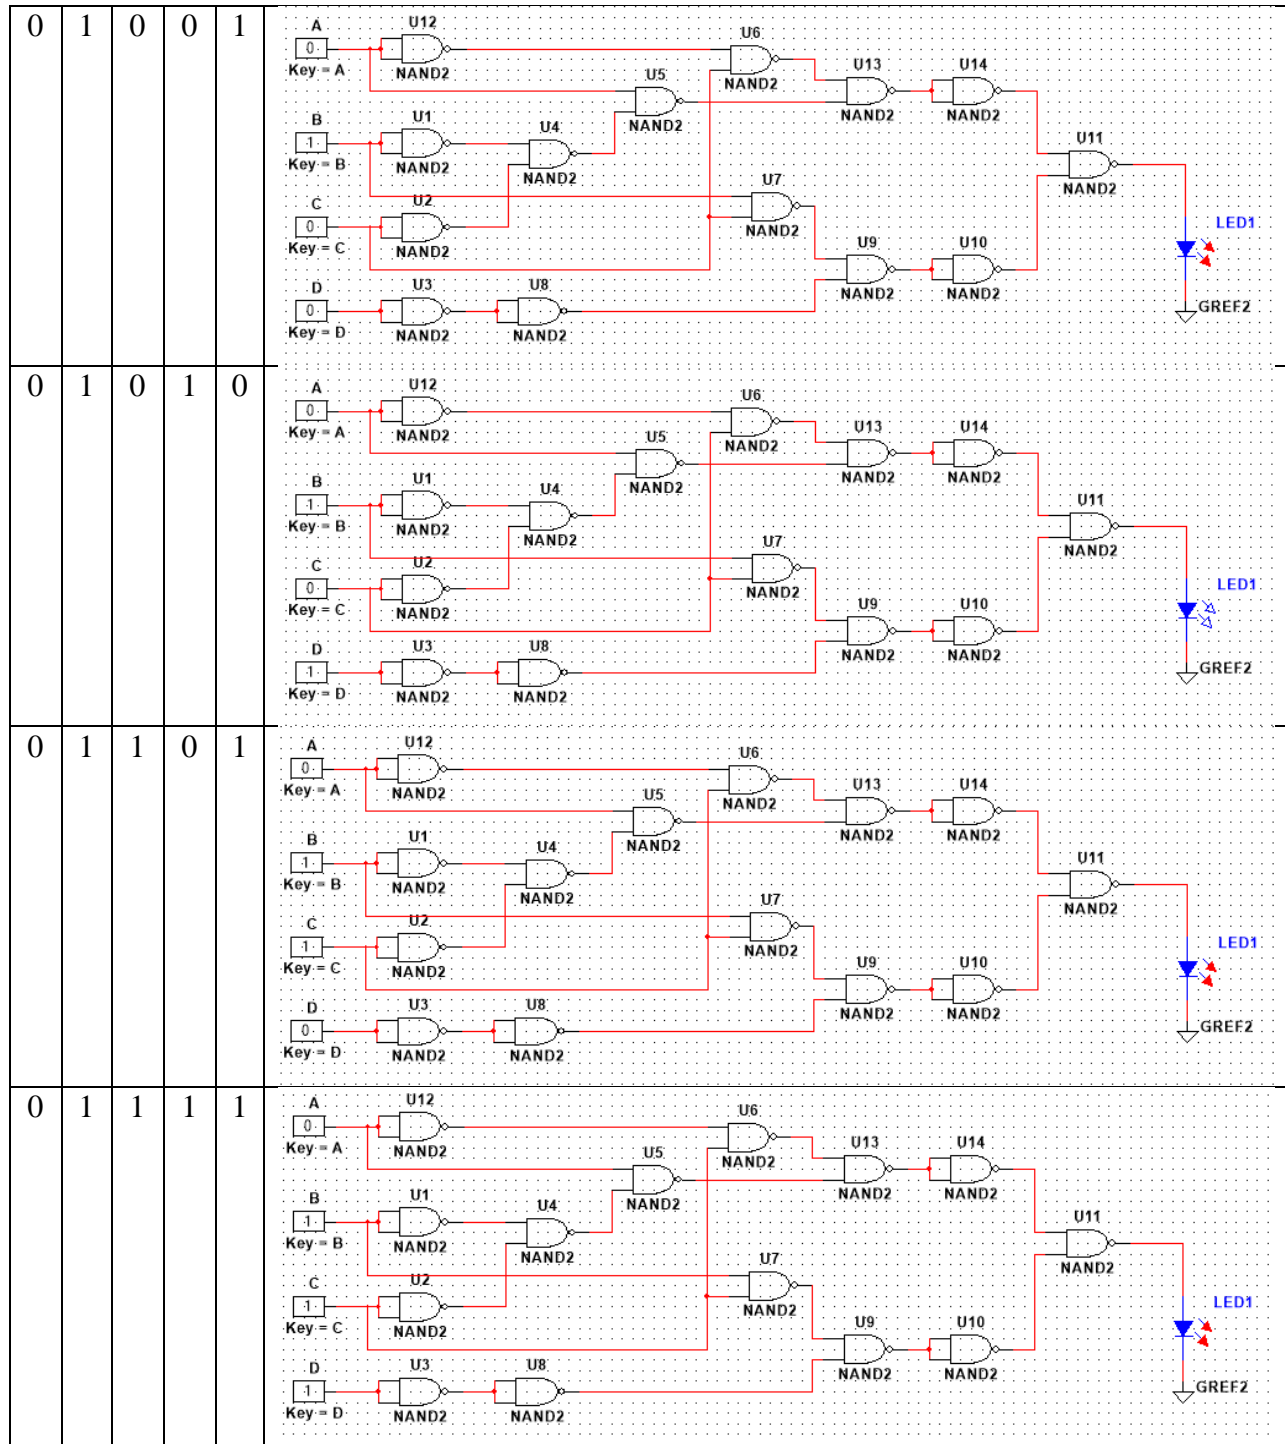 0 1 0 0 1
A U12 U6
0 U13 U14
Key = A NAND2 U5 NAND2
NAND2 NAND2
B U1 U4 NAND2 U11
1
Key = B NAND2 NAND2 U7 NAND2
C U2 NAND2 LED1
0 U9 U10
Key = C NAND2
D U3 U8 NAND2 NAND2
0 GREF2
Key = D NAND2 NAND2
0 1 0 1 0
A U12 U6
0 U13 U14
Key = A NAND2 U5 NAND2
NAND2 NAND2
B U1 U4 NAND2 U11
1
Key = B NAND2 NAND2 U7 NAND2
C U2 NAND2 LED1
0 U9 U10
Key = C NAND2
D U3 U8 NAND2 NAND2
1 GREF2
Key = D NAND2 NAND2
0 1 1 0 1
A U12 U6
0 U13 U14
Key = A NAND2 U5 NAND2
NAND2 NAND2
B U1 U4 NAND2 U11
1
Key = B NAND2 NAND2 U7 NAND2
C U2 NAND2 LED1
1 U9 U10
Key = C NAND2
D U3 U8 NAND2 NAND2
0 GREF2
Key = D NAND2 NAND2
0 1 1 1 1
A U12 U6
0 U13 U14
Key = A NAND2 U5 NAND2
NAND2 NAND2
B U1 U4 NAND2 U11
1
Key = B NAND2 NAND2 U7 NAND2
C U2 NAND2 LED1
1 U9 U10
Key = C NAND2
D U3 U8 NAND2 NAND2
1 GREF2
Key = D NAND2 NAND2